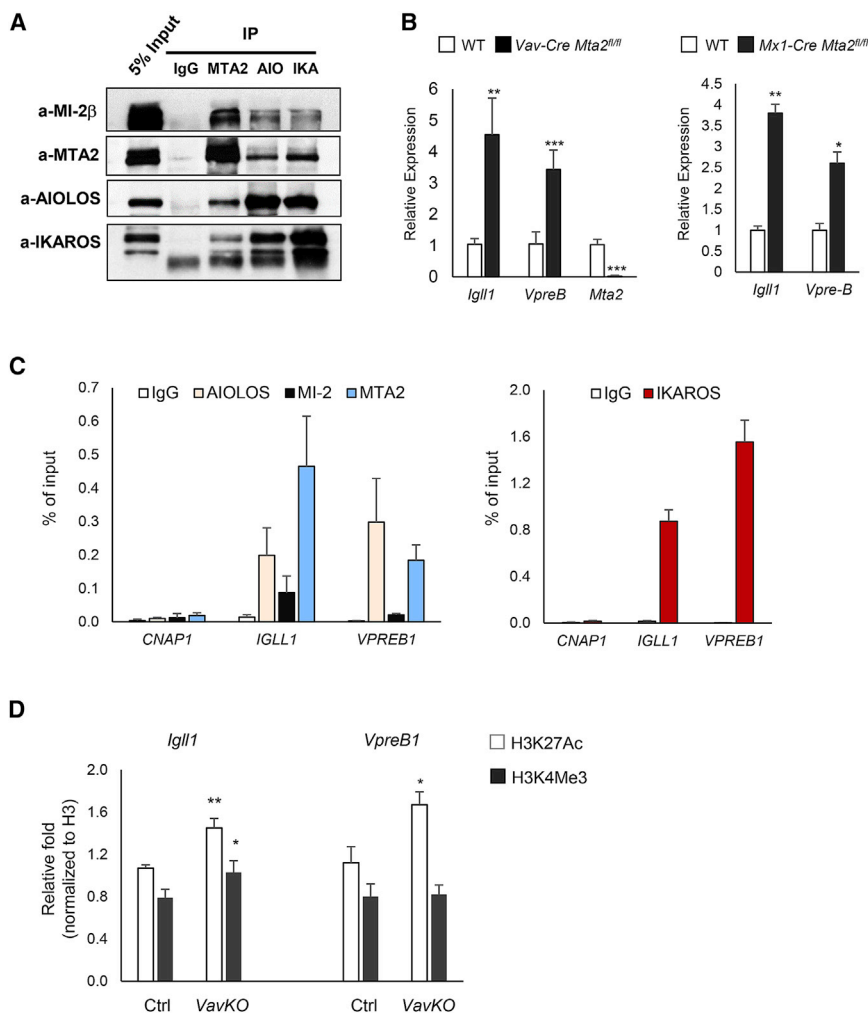 A
5% Input
IP
IgG MTA2 AIO IKA
a-MI-2β
a-MTA2
a-AIOLOS
a-IKAROS
B
WT Vav-Cre Mta2fl/fl
Relative Expression
6
5
4
3
2
1
0
** *** ***
Igll1 VpreB Mta2
WT Mx1-Cre Mta2fl/fl
Relative Expression
4.5
4
3.5
3
2.5
2
1.5
1
0.5
0
** *
Igll1 Vpre-B
C
IgG AIOLOS MI-2 MTA2
% of input
0.7
0.6
0.5
0.4
0.3
0.2
0.1
0.0
CNAP1 IGLL1 VPREB1
IgG IKAROS
% of input
2.0
1.6
1.2
0.8
0.4
0.0
CNAP1 IGLL1 VPREB1
D
Igll1 VpreB1
H3K27Ac
H3K4Me3
Relative fold
(normalized to H3)
2.0
1.6
1.2
0.8
0.4
0.0
** * *
Ctrl VavKO Ctrl VavKO